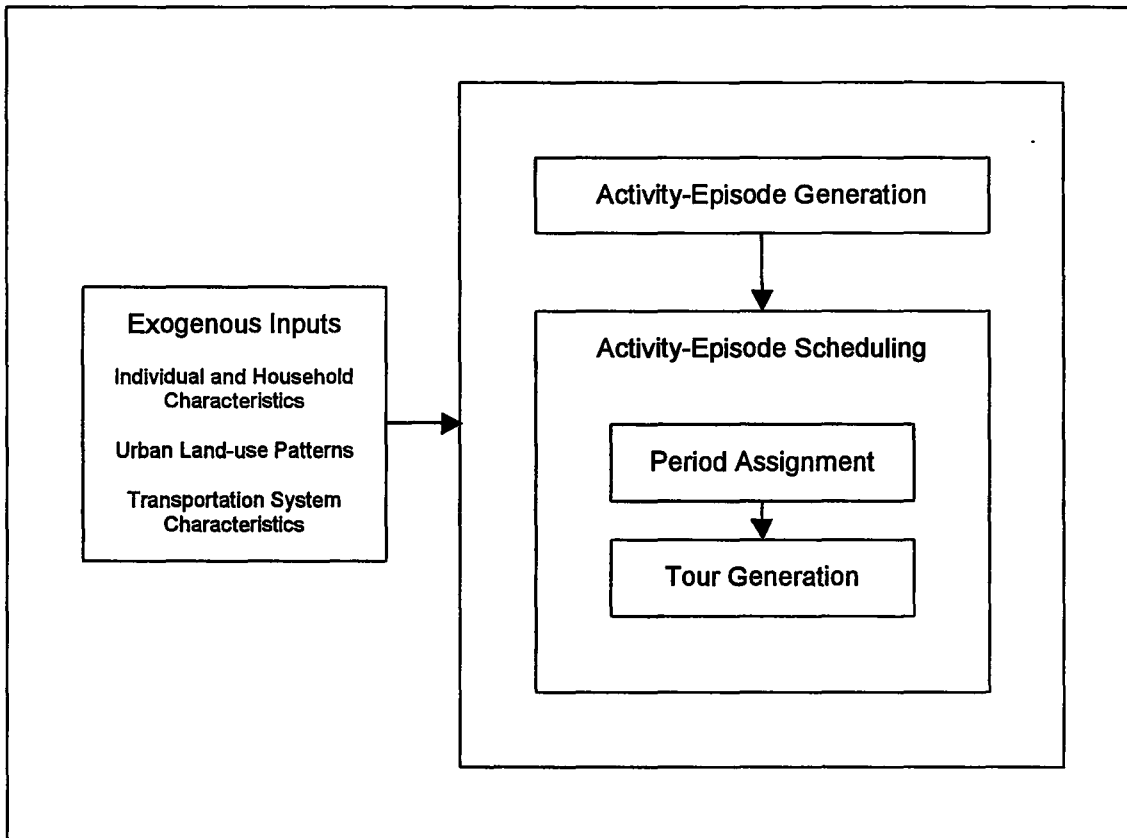 Exogenous Inputs
Individual and Household
Characteristics
Urban Land-use Patterns
Transportation System
Characteristics
Activity-Episode Generation
Activity-Episode Scheduling
Period Assignment
Tour Generation